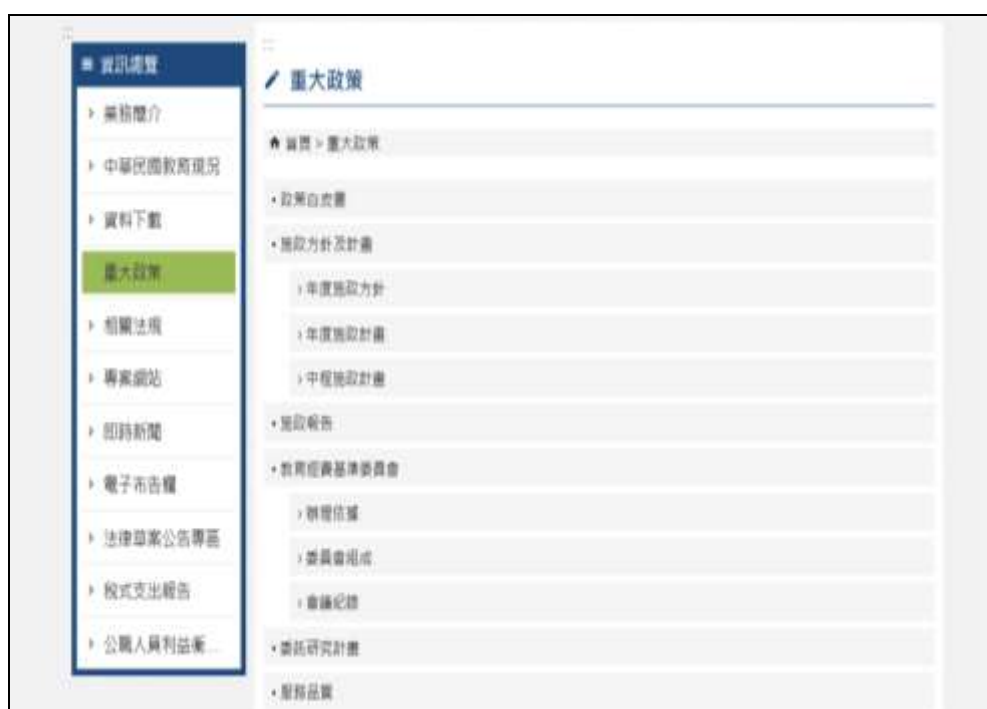 資訊總覽
業務簡介
中華民國教育現況
資料下載
重大政策
相關法規
專案網站
即時新聞
電子布告欄
法律草案公告專區
稅式支出報告
公職人員利益衝...
重大政策
首頁 > 重大政策
政策白皮書
施政方針及計畫
年度施政方針
年度施政計畫
中程施政計畫
施政報告
教育經費基準委員會
辦理依據
委員會組成
會議紀錄
委託研究計畫
服務品質